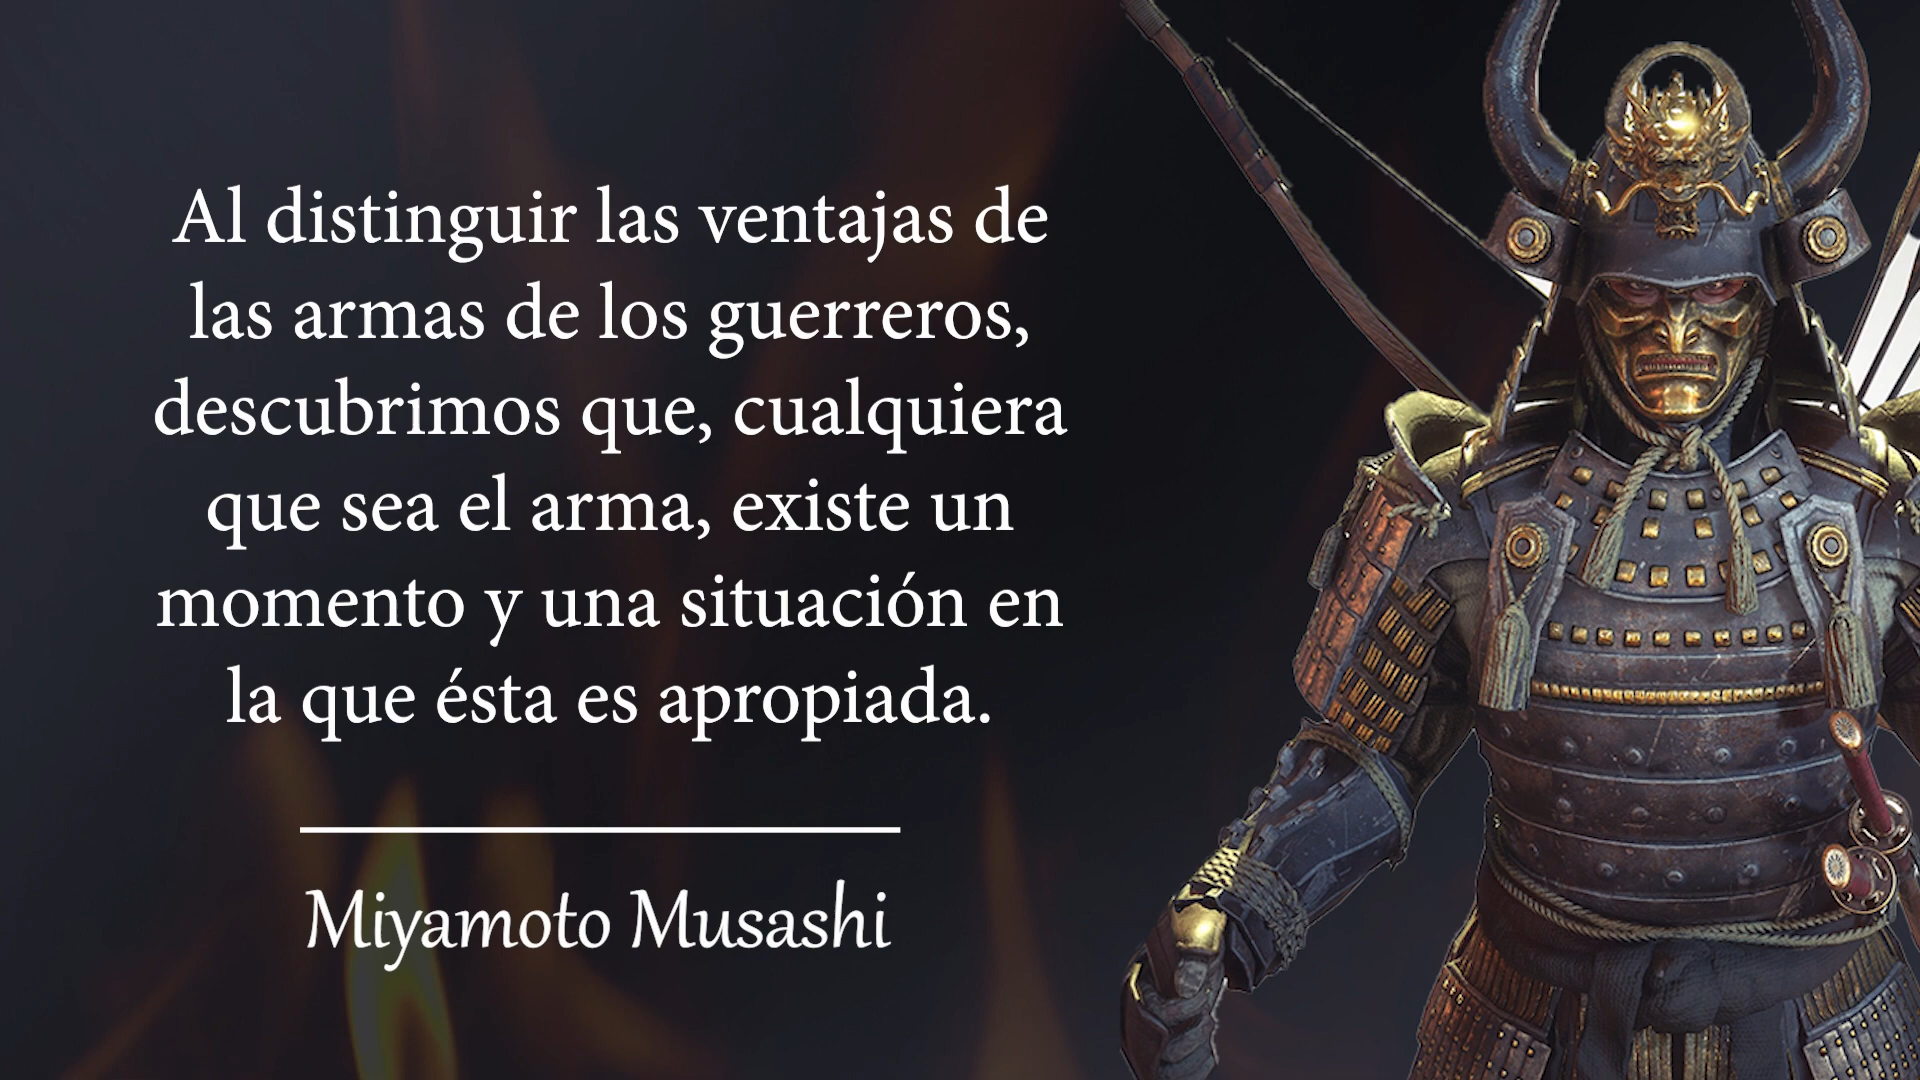 Al distinguir las ventajas de
las armas de los guerreros,
descubrimos que, cualquiera
que sea el arma, existe un
momento y una situación en
la que ésta es apropiada.
Miyamoto Musashi